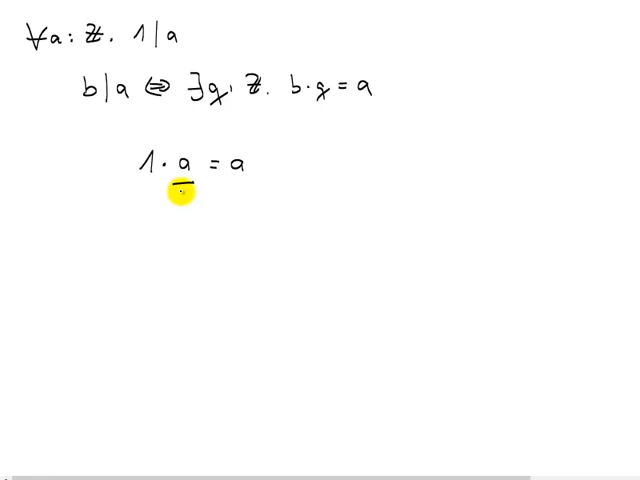 ∀a: ℤ. 1|a
b|a ⇔ ∃q: ℤ. b·q = a
1·a = a